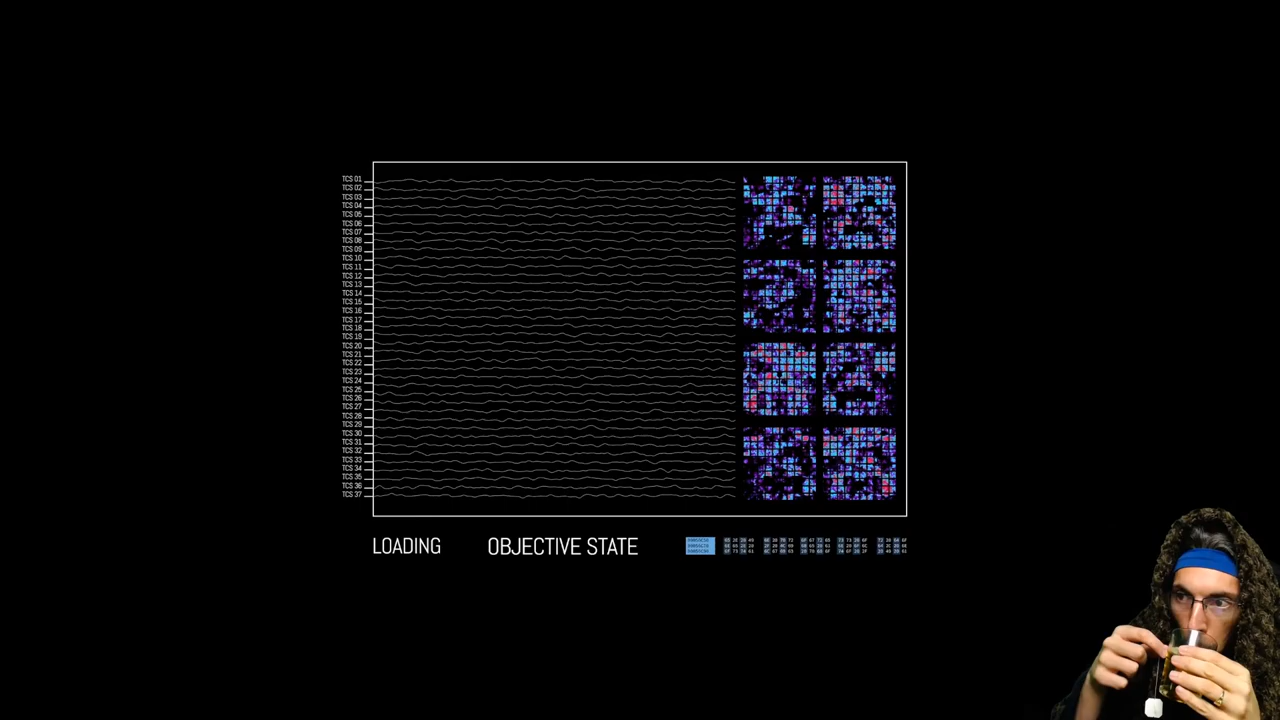 TCS 01
TCS 02
TCS 03
TCS 04
TCS 05
TCS 06
TCS 07
TCS 08
TCS 09
TCS 10
TCS 11
TCS 12
TCS 13
TCS 14
TCS 15
TCS 16
TCS 17
TCS 18
TCS 19
TCS 20
TCS 21
TCS 22
TCS 23
TCS 24
TCS 25
TCS 26
TCS 27
TCS 28
TCS 29
TCS 30
TCS 31
TCS 32
TCS 33
TCS 34
TCS 35
TCS 36
TCS 37
LOADING OBJECTIVE STATE